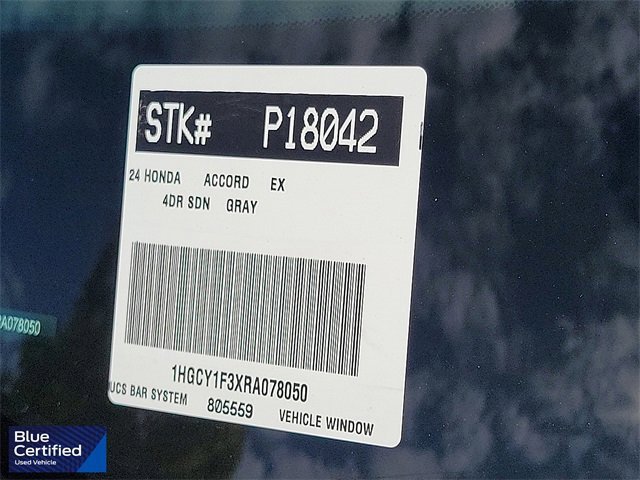 STK# P18042
24 HONDA ACCORD EX
4DR SDN GRAY
1HGCY1F3XRA078050
UCS BAR SYSTEM 805559 VEHICLE WINDOW
RA078050
Blue
Certified
Used Vehicle